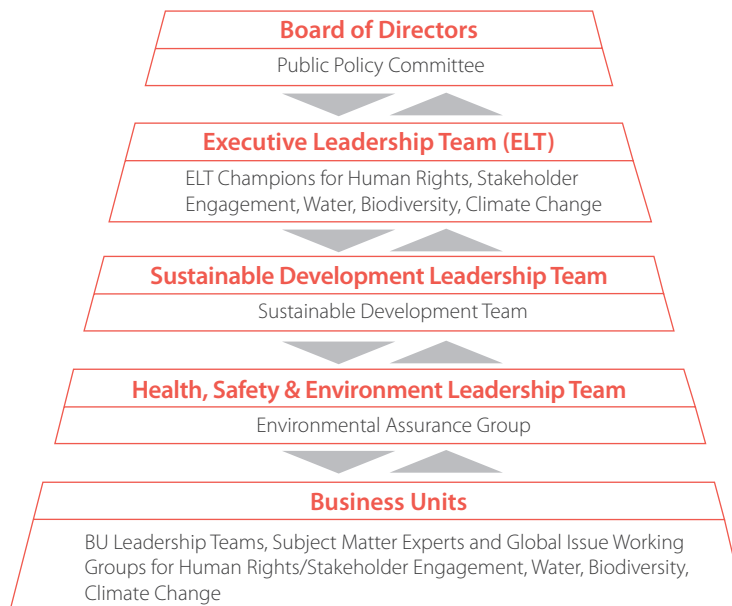 Board of Directors
Public Policy Committee
Executive Leadership Team (ELT)
ELT Champions for Human Rights, Stakeholder
Engagement, Water, Biodiversity, Climate Change
Sustainable Development Leadership Team
Sustainable Development Team
Health, Safety & Environment Leadership Team
Environmental Assurance Group
Business Units
BU Leadership Teams, Subject Matter Experts and Global Issue Working
Groups for Human Rights/Stakeholder Engagement, Water, Biodiversity,
Climate Change